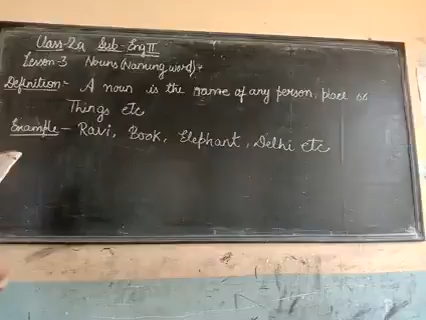 Class-2a Sub-Eng II
Lesson-3 Nouns (Naming word):-
Definition:- A noun is the name of any person, place or
Things etc
Example - Ravi, Book, Elephant, Delhi etc